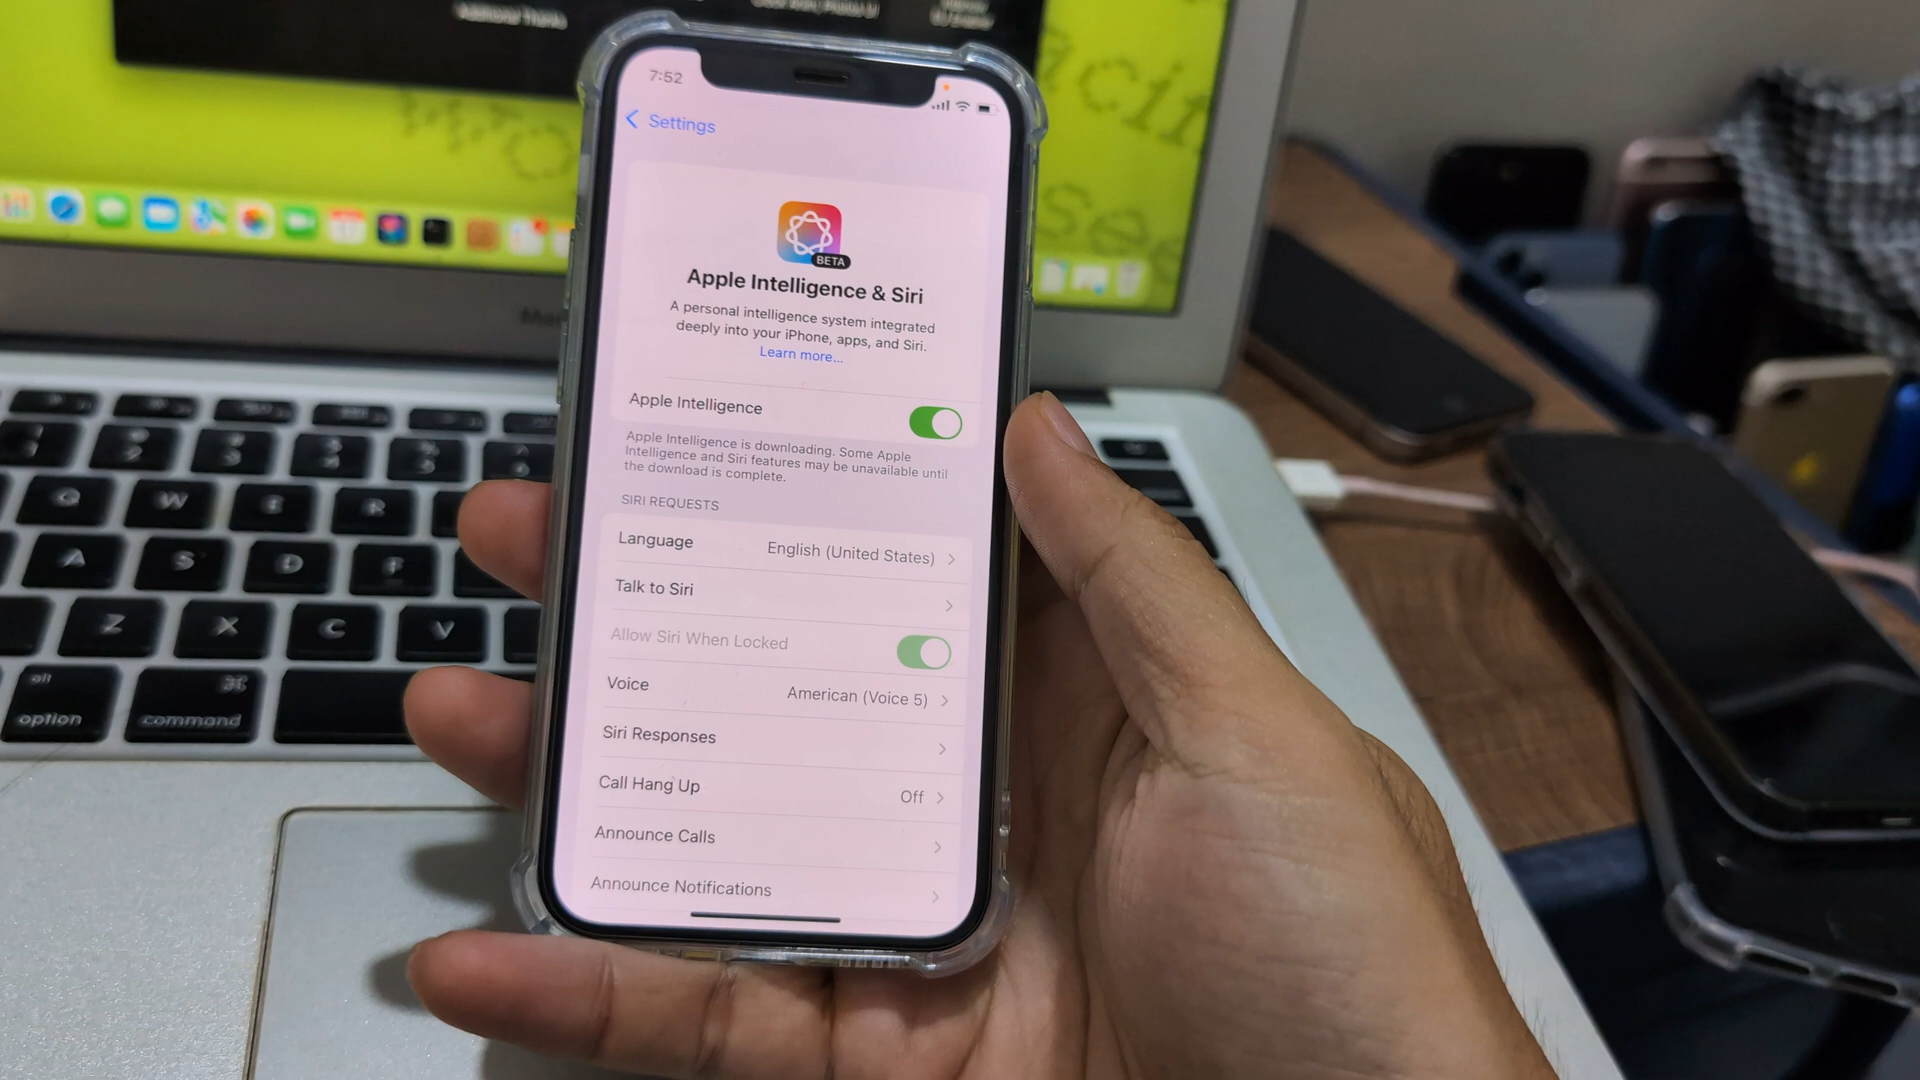 Additional Thanks
7:52
Settings
BETA
Apple Intelligence & Siri
A personal intelligence system integrated
deeply into your iPhone, apps, and Siri.
Learn more...
Apple Intelligence
Apple Intelligence is downloading. Some Apple
Intelligence and Siri features may be unavailable until
the download is complete.
SIRI REQUESTS
Language English (United States)
Talk to Siri
Allow Siri When Locked
Voice American (Voice 5)
Siri Responses
Call Hang Up Off
Announce Calls
Announce Notifications
Q W E R
A S D F
Z X C V
alt
option
⌘
command